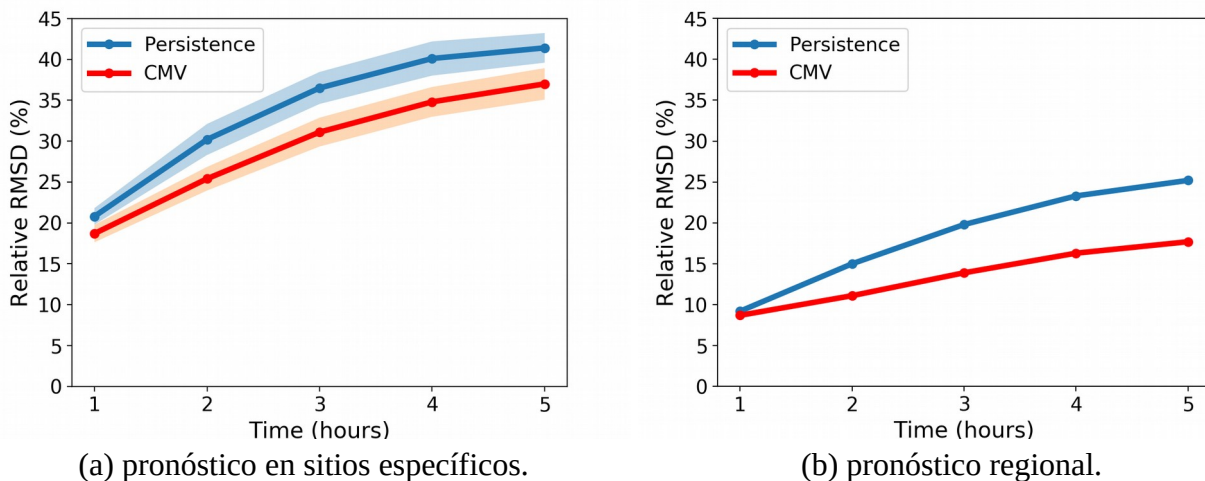 45
40
35
30
25
20
15
10
5
0
Relative RMSD (%)
Persistence
CMV
1 2 3 4 5
Time (hours)
(a) pronóstico en sitios específicos.
45
40
35
30
25
20
15
10
5
0
Relative RMSD (%)
Persistence
CMV
1 2 3 4 5
Time (hours)
(b) pronóstico regional.